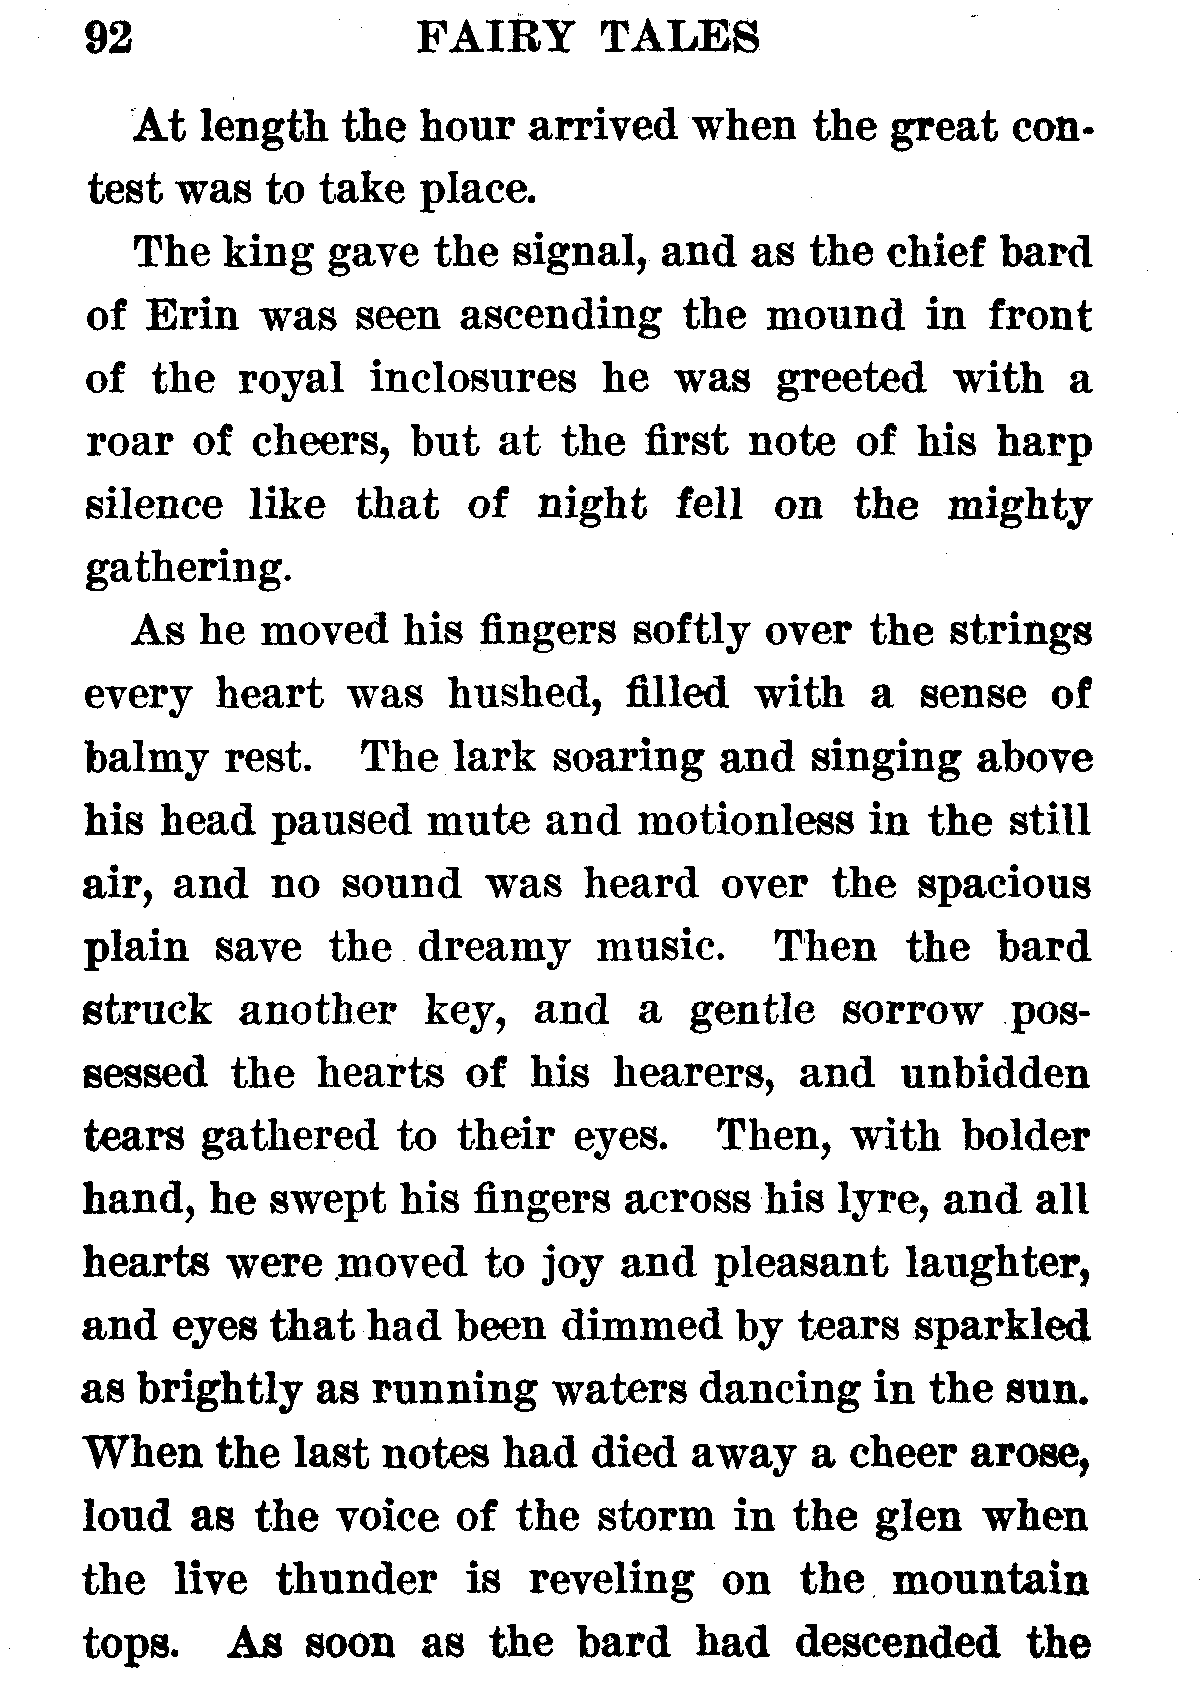 92 FAIRY TALES
At length the hour arrived when the great con-
test was to take place.
The king gave the signal, and as the chief bard
of Erin was seen ascending the mound in front
of the royal inclosures he was greeted with a
roar of cheers, but at the first note of his harp
silence like that of night fell on the mighty
gathering.
As he moved his fingers softly over the strings
every heart was hushed, filled with a sense of
balmy rest. The lark soaring and singing above
his head paused mute and motionless in the still
air, and no sound was heard over the spacious
plain save the dreamy music. Then the bard
struck another key, and a gentle sorrow pos-
sessed the hearts of his hearers, and unbidden
tears gathered to their eyes. Then, with bolder
hand, he swept his fingers across his lyre, and all
hearts were moved to joy and pleasant laughter,
and eyes that had been dimmed by tears sparkled
as brightly as running waters dancing in the sun.
When the last notes had died away a cheer arose,
loud as the voice of the storm in the glen when
the live thunder is reveling on the mountain
tops. As soon as the bard had descended the